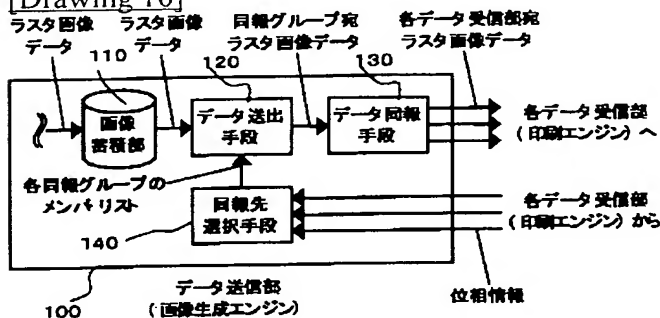 [Drawing 16]
ラスタ画像
データ
ラスタ画像
データ
同報グループ宛
ラスタ画像データ
各データ受信部宛
ラスタ画像データ
110
120
130
画像
蓄積部
データ送出
手段
データ同報
手段
各データ受信部
(印刷エンジン)へ
各同報グループの
メンバリスト
同報先
選択手段
各データ受信部
(印刷エンジン)から
140
100
データ送信部
(画像生成エンジン)
位相情報